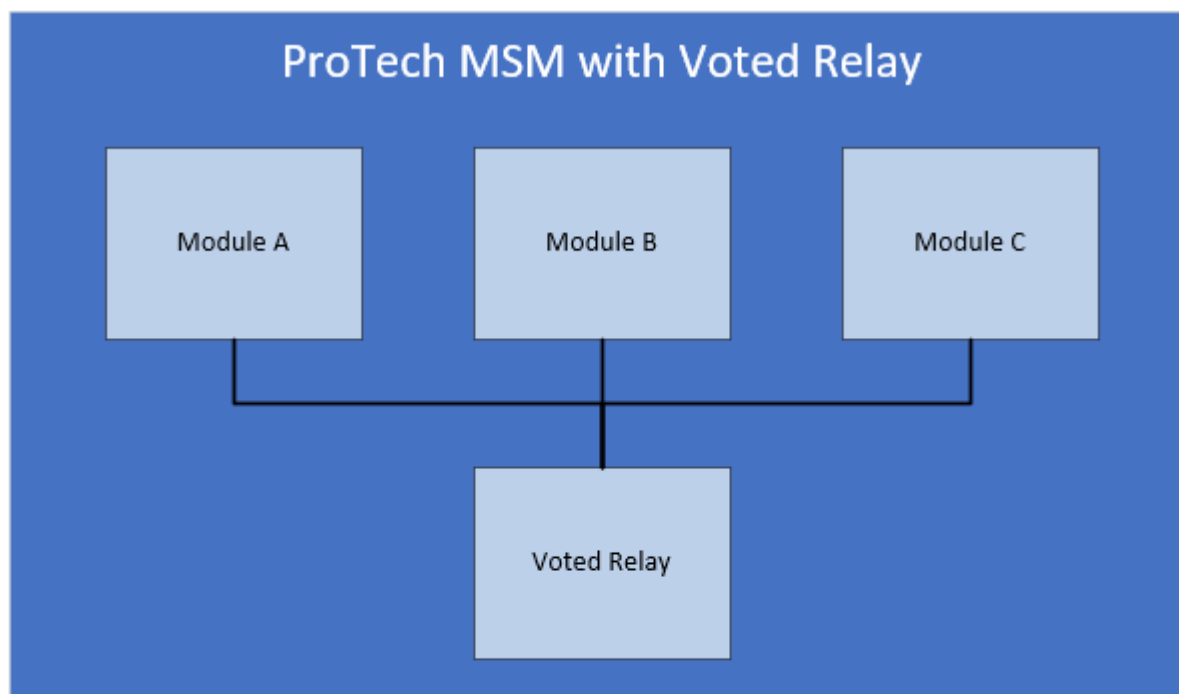 ProTech MSM with Voted Relay
Module A
Module B
Module C
Voted Relay